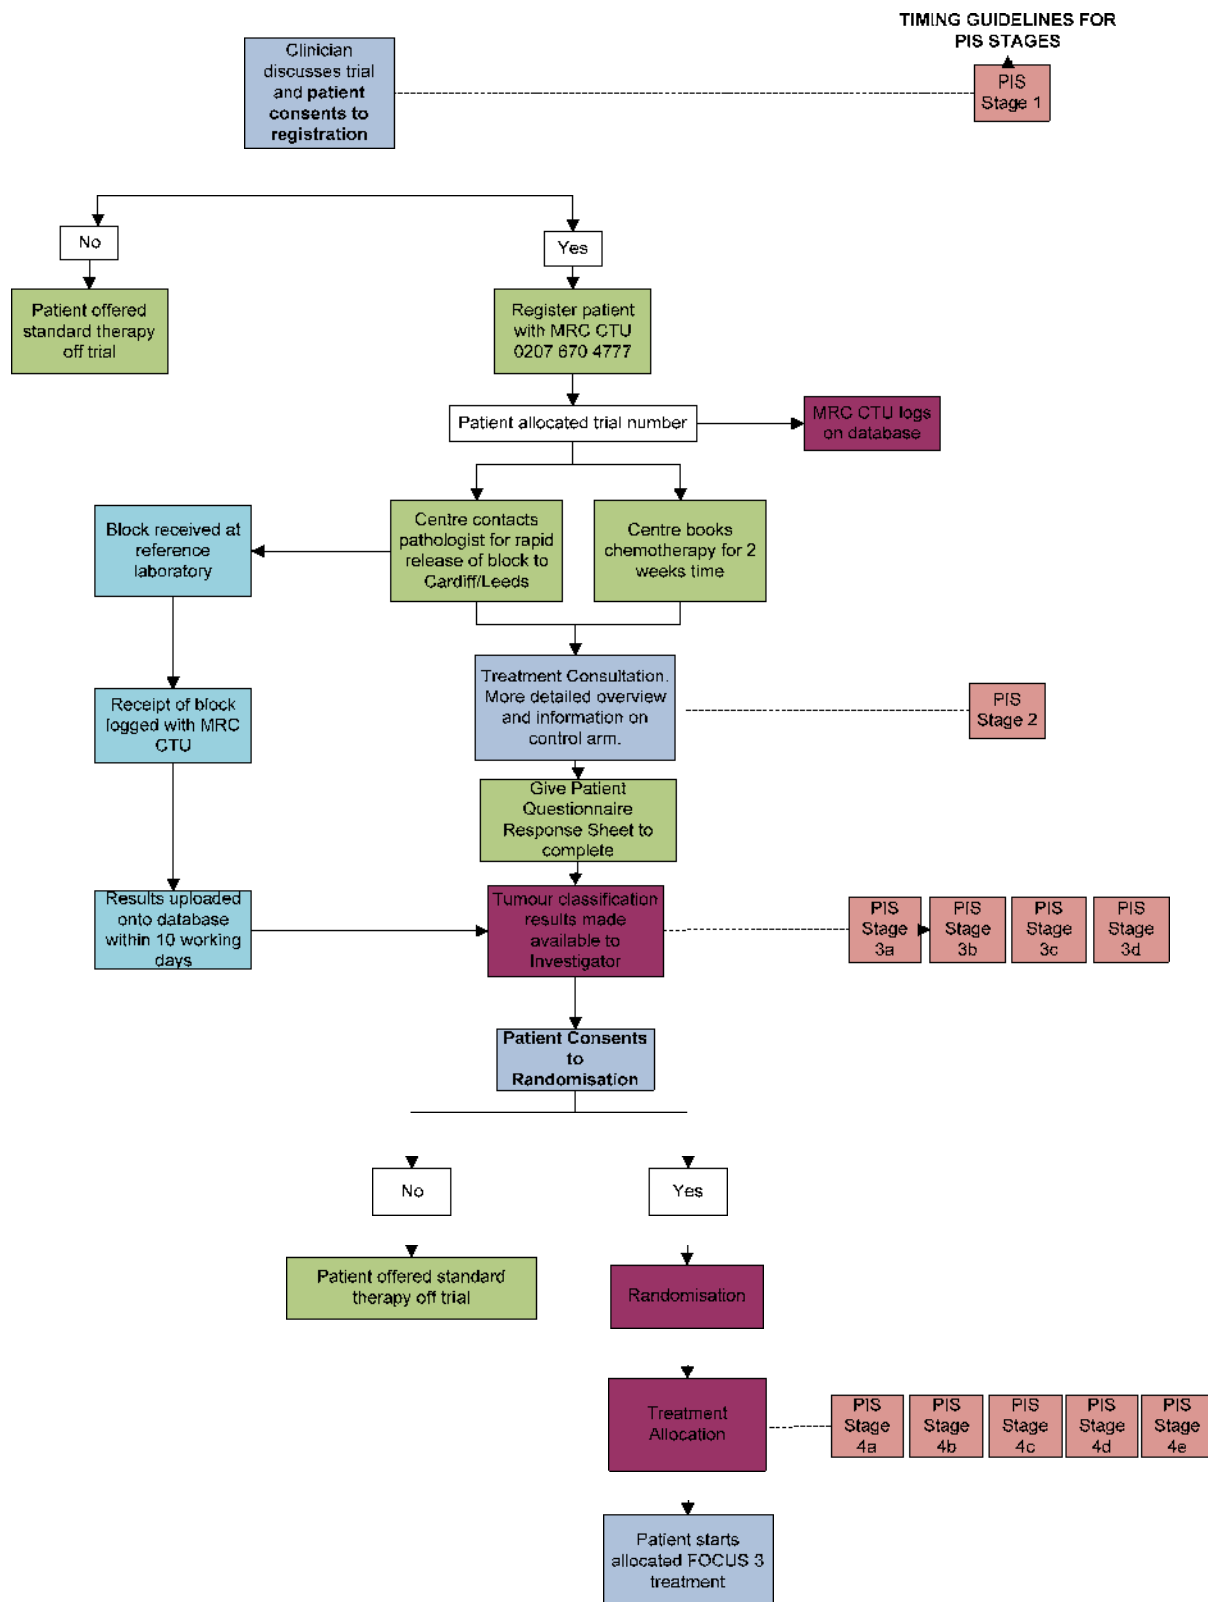 TIMING GUIDELINES FOR
PIS STAGES
Clinician
discusses trial
and patient
consents to
registration
PIS
Stage 1
No
Yes
Patient offered
standard therapy
off trial
Register patient
with MRC CTU
0207 670 4777
Patient allocated trial number
MRC CTU logs
on database
Block received at
reference
laboratory
Centre contacts
pathologist for rapid
release of block to
Cardiff/Leeds
Centre books
chemotherapy for 2
weeks time
Treatment Consultation.
More detailed overview
and information on
control arm.
PIS
Stage 2
Receipt of block
logged with MRC
CTU
Give Patient
Questionnaire
Response Sheet to
complete
Results uploaded
onto database
within 10 working
days
Tumour classification
results made
available to
Investigator
PIS
Stage
3a
PIS
Stage
3b
PIS
Stage
3c
PIS
Stage
3d
Patient Consents
to
Randomisation
No
Yes
Patient offered standard
therapy off trial
Randomisation
Treatment
Allocation
PIS
Stage
4a
PIS
Stage
4b
PIS
Stage
4c
PIS
Stage
4d
PIS
Stage
4e
Patient starts
allocated FOCUS 3
treatment